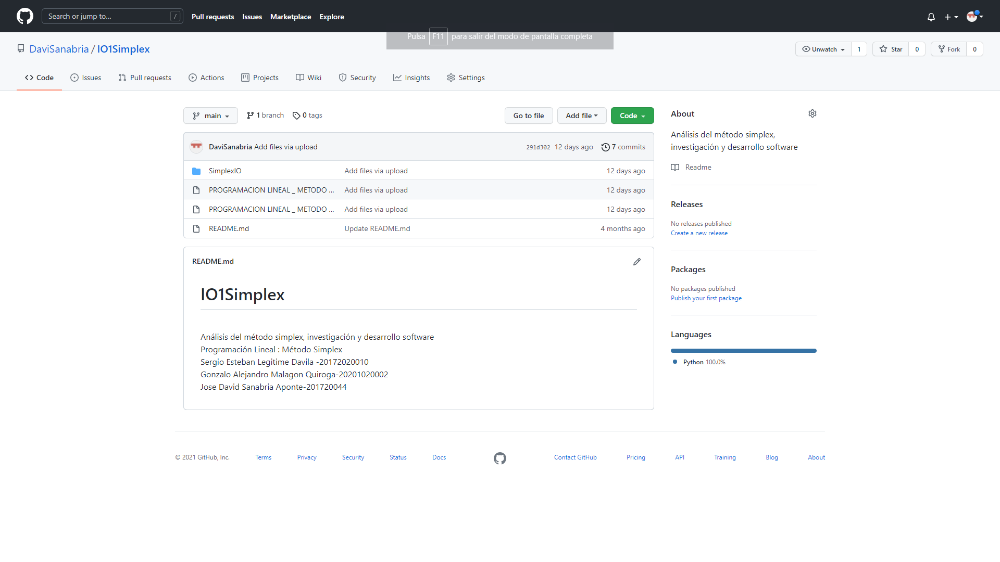 Search or jump to... /
Pull requests Issues Marketplace Explore
Pulsa F11 para salir del modo de pantalla completa
DaviSanabria / IO1Simplex
Unwatch 1
Star 0
Fork 0
Code Issues Pull requests Actions Projects Wiki Security Insights Settings
main 1 branch 0 tags
Go to file Add file Code
DaviSanabria Add files via upload 291d302 12 days ago 7 commits
SimplexIO Add files via upload 12 days ago
PROGRAMACION LINEAL _ METODO ... Add files via upload 12 days ago
PROGRAMACION LINEAL _ METODO ... Add files via upload 12 days ago
README.md Update README.md 4 months ago
README.md
IO1Simplex
Análisis del método simplex, investigación y desarrollo software
Programación Lineal : Método Simplex
Sergio Esteban Legitime Davila -20172020010
Gonzalo Alejandro Malagon Quiroga-20201020002
Jose David Sanabria Aponte-201720044
About
Análisis del método simplex,
investigación y desarrollo software
Readme
Releases
No releases published
Create a new release
Packages
No packages published
Publish your first package
Languages
Python 100.0%
© 2021 GitHub, Inc. Terms Privacy Security Status Docs Contact GitHub Pricing API Training Blog About